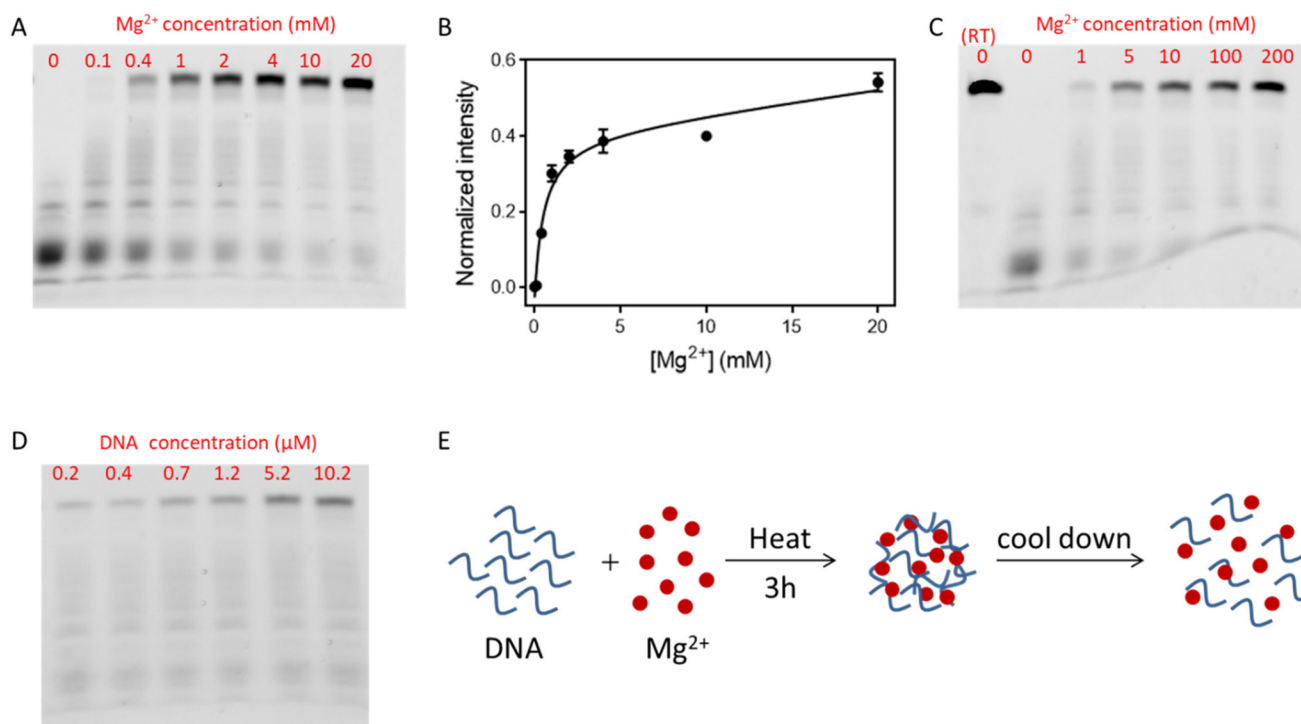 A
Mg²⁺ concentration (mM)
0 0.1 0.4 1 2 4 10 20
B
0.6
0.4
0.2
0.0
Normalized intensity
0 5 10 15 20
[Mg²⁺] (mM)
C
Mg²⁺ concentration (mM)
(RT)
0 0 1 5 10 100 200
D
DNA concentration (µM)
0.2 0.4 0.7 1.2 5.2 10.2
E
+
Heat
3h
cool down
DNA
Mg²⁺